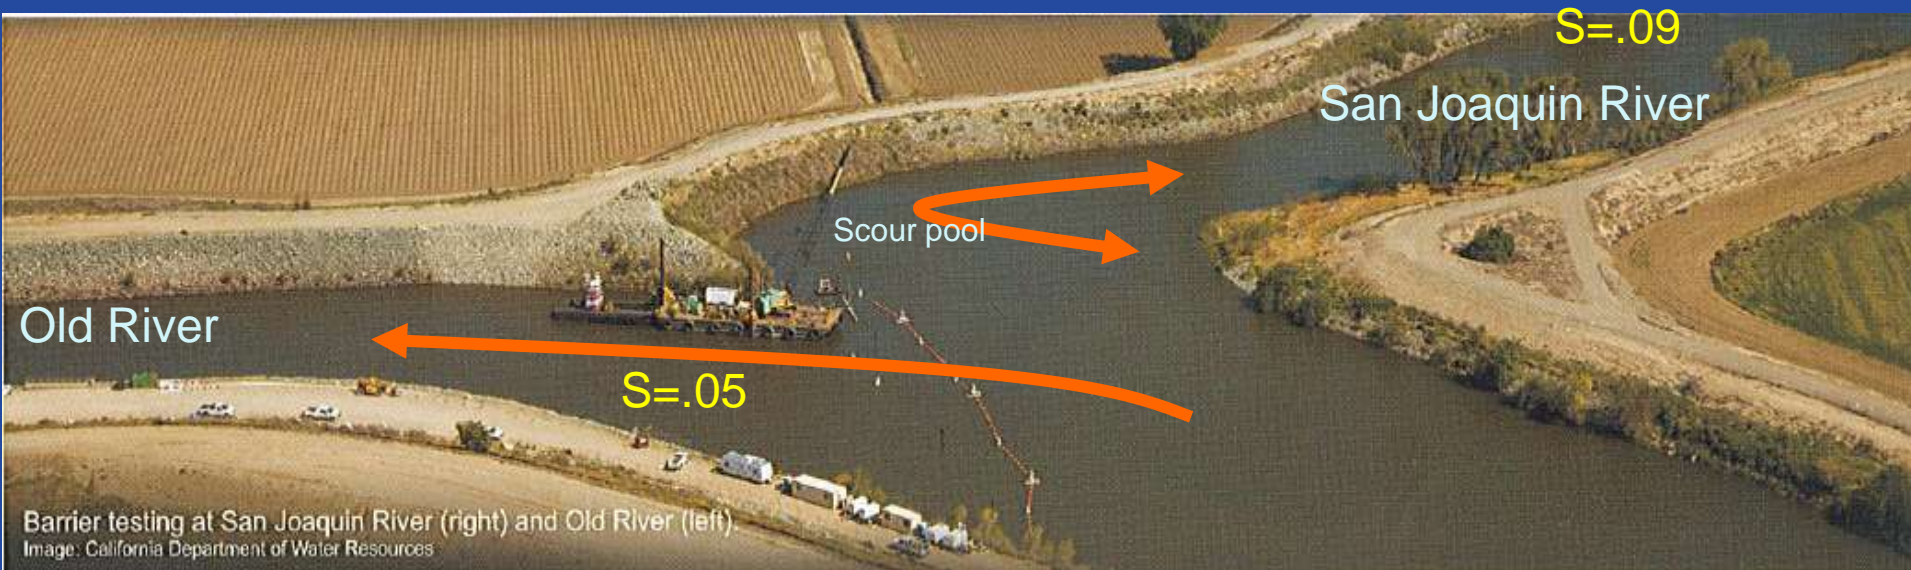 S=.09
San Joaquin River
Scour pool
Old River
S=.05
Barrier testing at San Joaquin River (right) and Old River (left).
Image: California Department of Water Resources